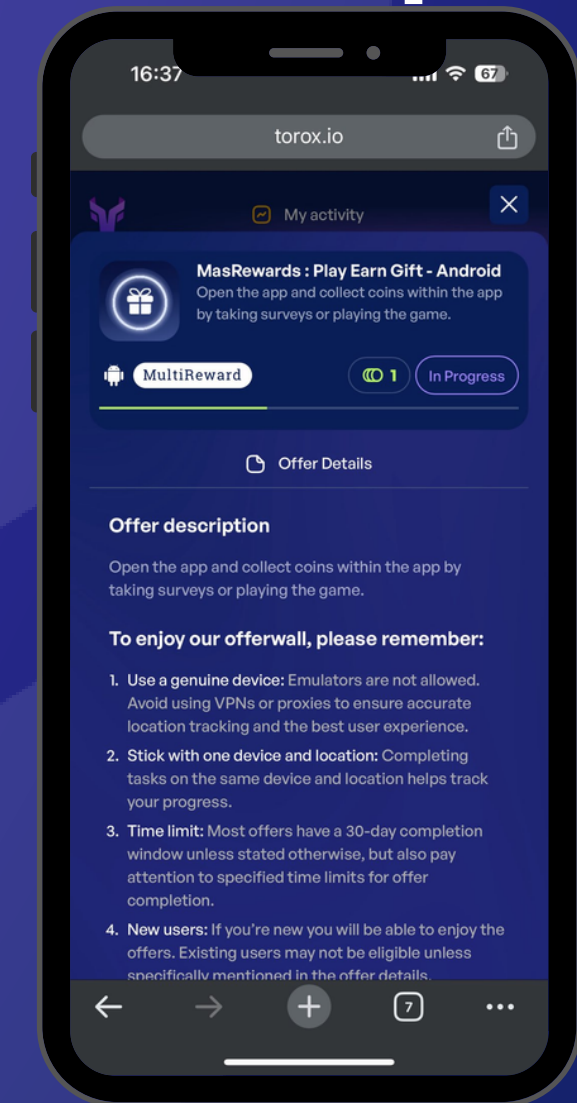 16:37
67
torox.io
My activity
MasRewards : Play Earn Gift - Android
Open the app and collect coins within the app
by taking surveys or playing the game.
MultiReward
1
In Progress
Offer Details
Offer description
Open the app and collect coins within the app by
taking surveys or playing the game.
To enjoy our offerwall, please remember:
1. Use a genuine device: Emulators are not allowed.
Avoid using VPNs or proxies to ensure accurate
location tracking and the best user experience.
2. Stick with one device and location: Completing
tasks on the same device and location helps track
your progress.
3. Time limit: Most offers have a 30-day completion
window unless stated otherwise, but also pay
attention to specified time limits for offer
completion.
4. New users: If you’re new you will be able to enjoy the
offers. Existing users may not be eligible unless
specifically mentioned in the offer details.
7